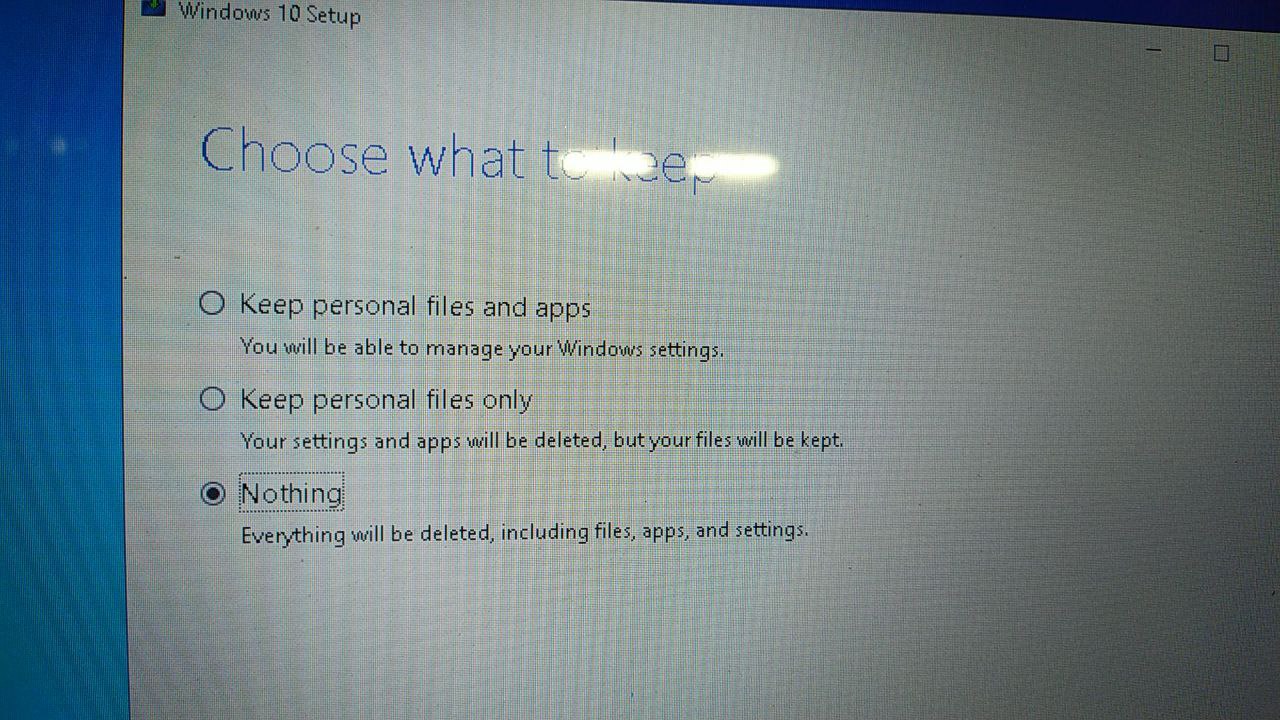 Windows 10 Setup
Choose what to keep
Keep personal files and apps
You will be able to manage your Windows settings.
Keep personal files only
Your settings and apps will be deleted, but your files will be kept.
Nothing
Everything will be deleted, including files, apps, and settings.